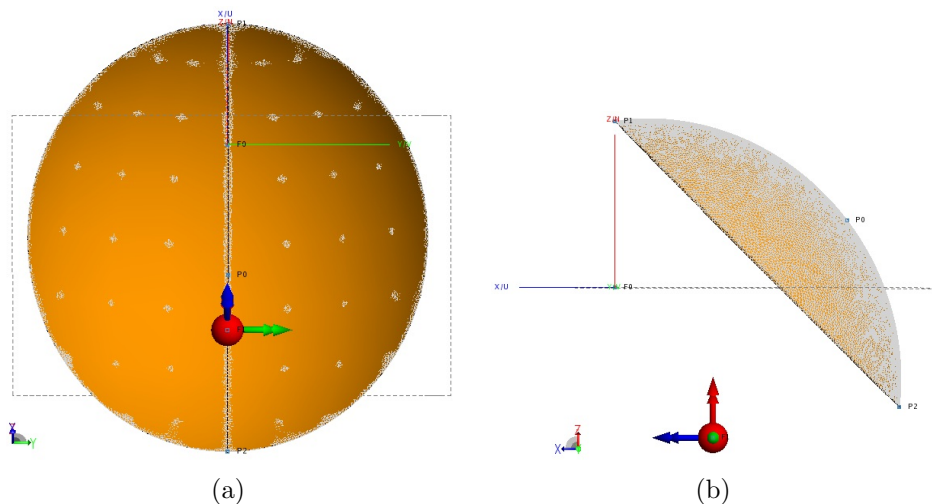 X/U
Z/N P1
F0 Y/V
P0
P2
X Y
(a)
Z/N P1
P0
X/U Y/V F0
P2
Z
X
(b)